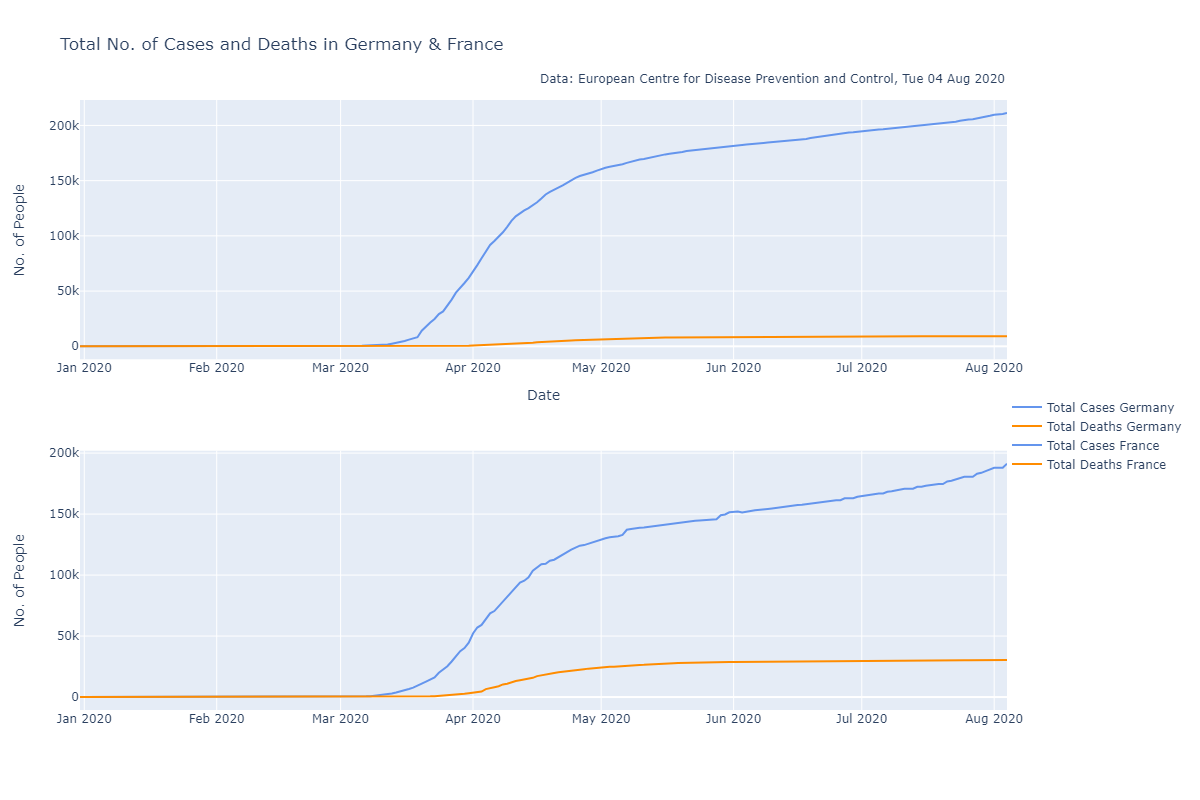 Total No. of Cases and Deaths in Germany & France
Data: European Centre for Disease Prevention and Control, Tue 04 Aug 2020
No. of People
200k
150k
100k
50k
0
Jan 2020 Feb 2020 Mar 2020 Apr 2020 May 2020 Jun 2020 Jul 2020 Aug 2020
Date
Total Cases Germany
Total Deaths Germany
Total Cases France
Total Deaths France
No. of People
200k
150k
100k
50k
0
Jan 2020 Feb 2020 Mar 2020 Apr 2020 May 2020 Jun 2020 Jul 2020 Aug 2020